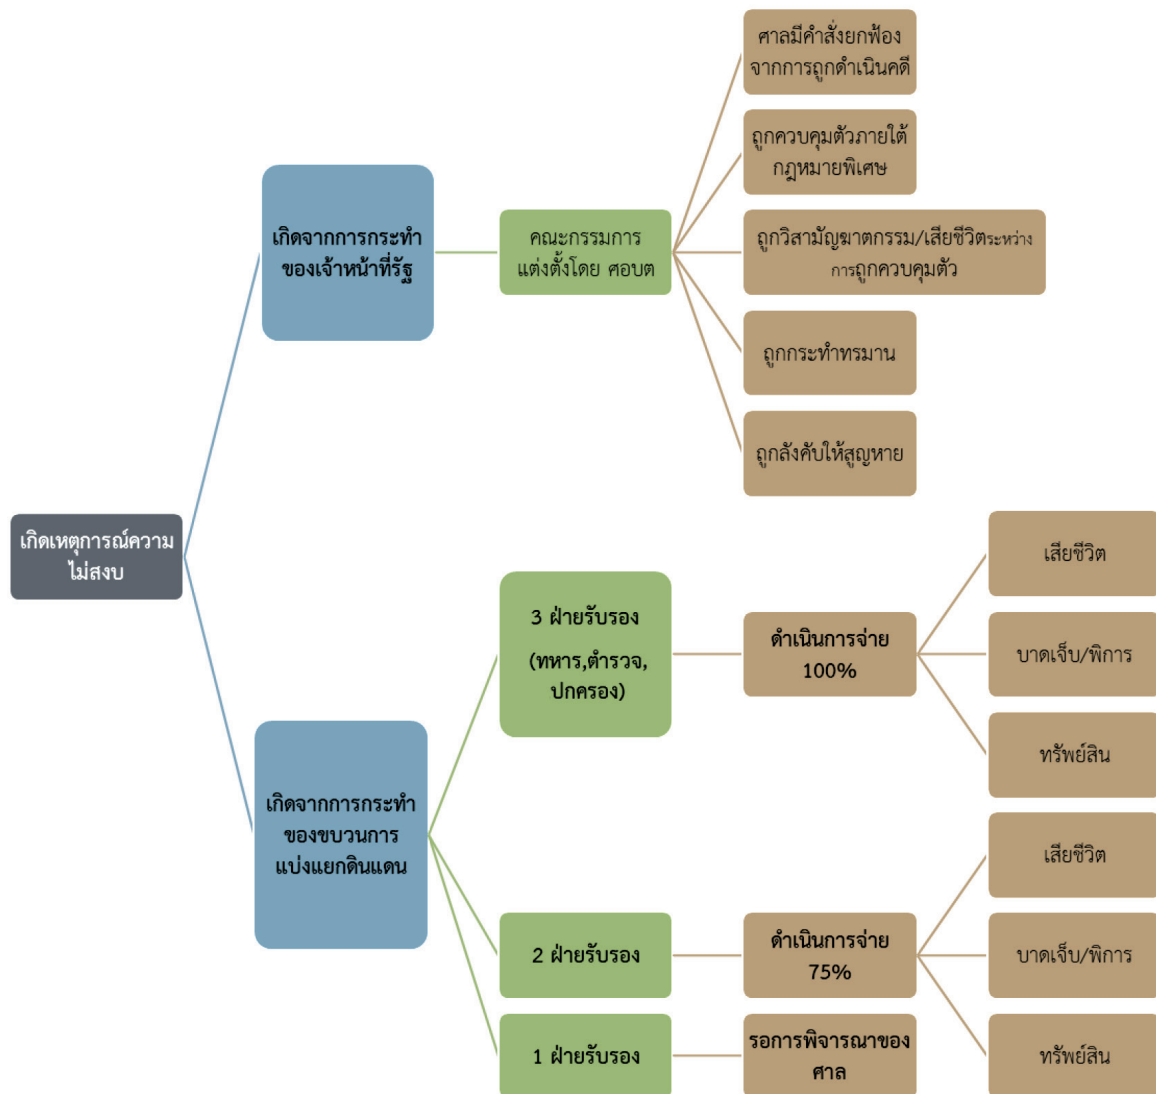 ศาลมีคำสั่งยกฟ้อง
จากการถูกดำเนินคดี
ถูกควบคุมตัวภายใต้
กฎหมายพิเศษ
เกิดจากการกระทำ
ของเจ้าหน้าที่รัฐ
คณะกรรมการ
แต่งตั้งโดย ศอบต
ถูกวิสามัญฆาตกรรม/เสียชีวิตระหว่าง
การถูกควบคุมตัว
ถูกกระทำทรมาน
ถูกลังคับให้สูญหาย
เกิดเหตุการณ์ความ
ไม่สงบ
3 ฝ่ายรับรอง
(ทหาร,ตำรวจ,
ปกครอง)
ดำเนินการจ่าย
100%
เสียชีวิต
บาดเจ็บ/พิการ
ทรัพย์สิน
เกิดจากการกระทำ
ของขบวนการ
แบ่งแยกดินแดน
2 ฝ่ายรับรอง
ดำเนินการจ่าย
75%
เสียชีวิต
บาดเจ็บ/พิการ
ทรัพย์สิน
1 ฝ่ายรับรอง
รอการพิจารณาของ
ศาล